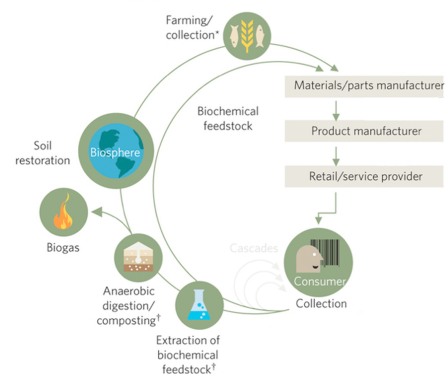 Farming/
collection*
Materials/parts manufacturer
Biochemical
feedstock
Product manufacturer
Soil
restoration
Biosphere
Retail/service provider
Biogas
Cascades
Consumer
Anaerobic
digestion/
composting†
Collection
Extraction of
biochemical
feedstock†